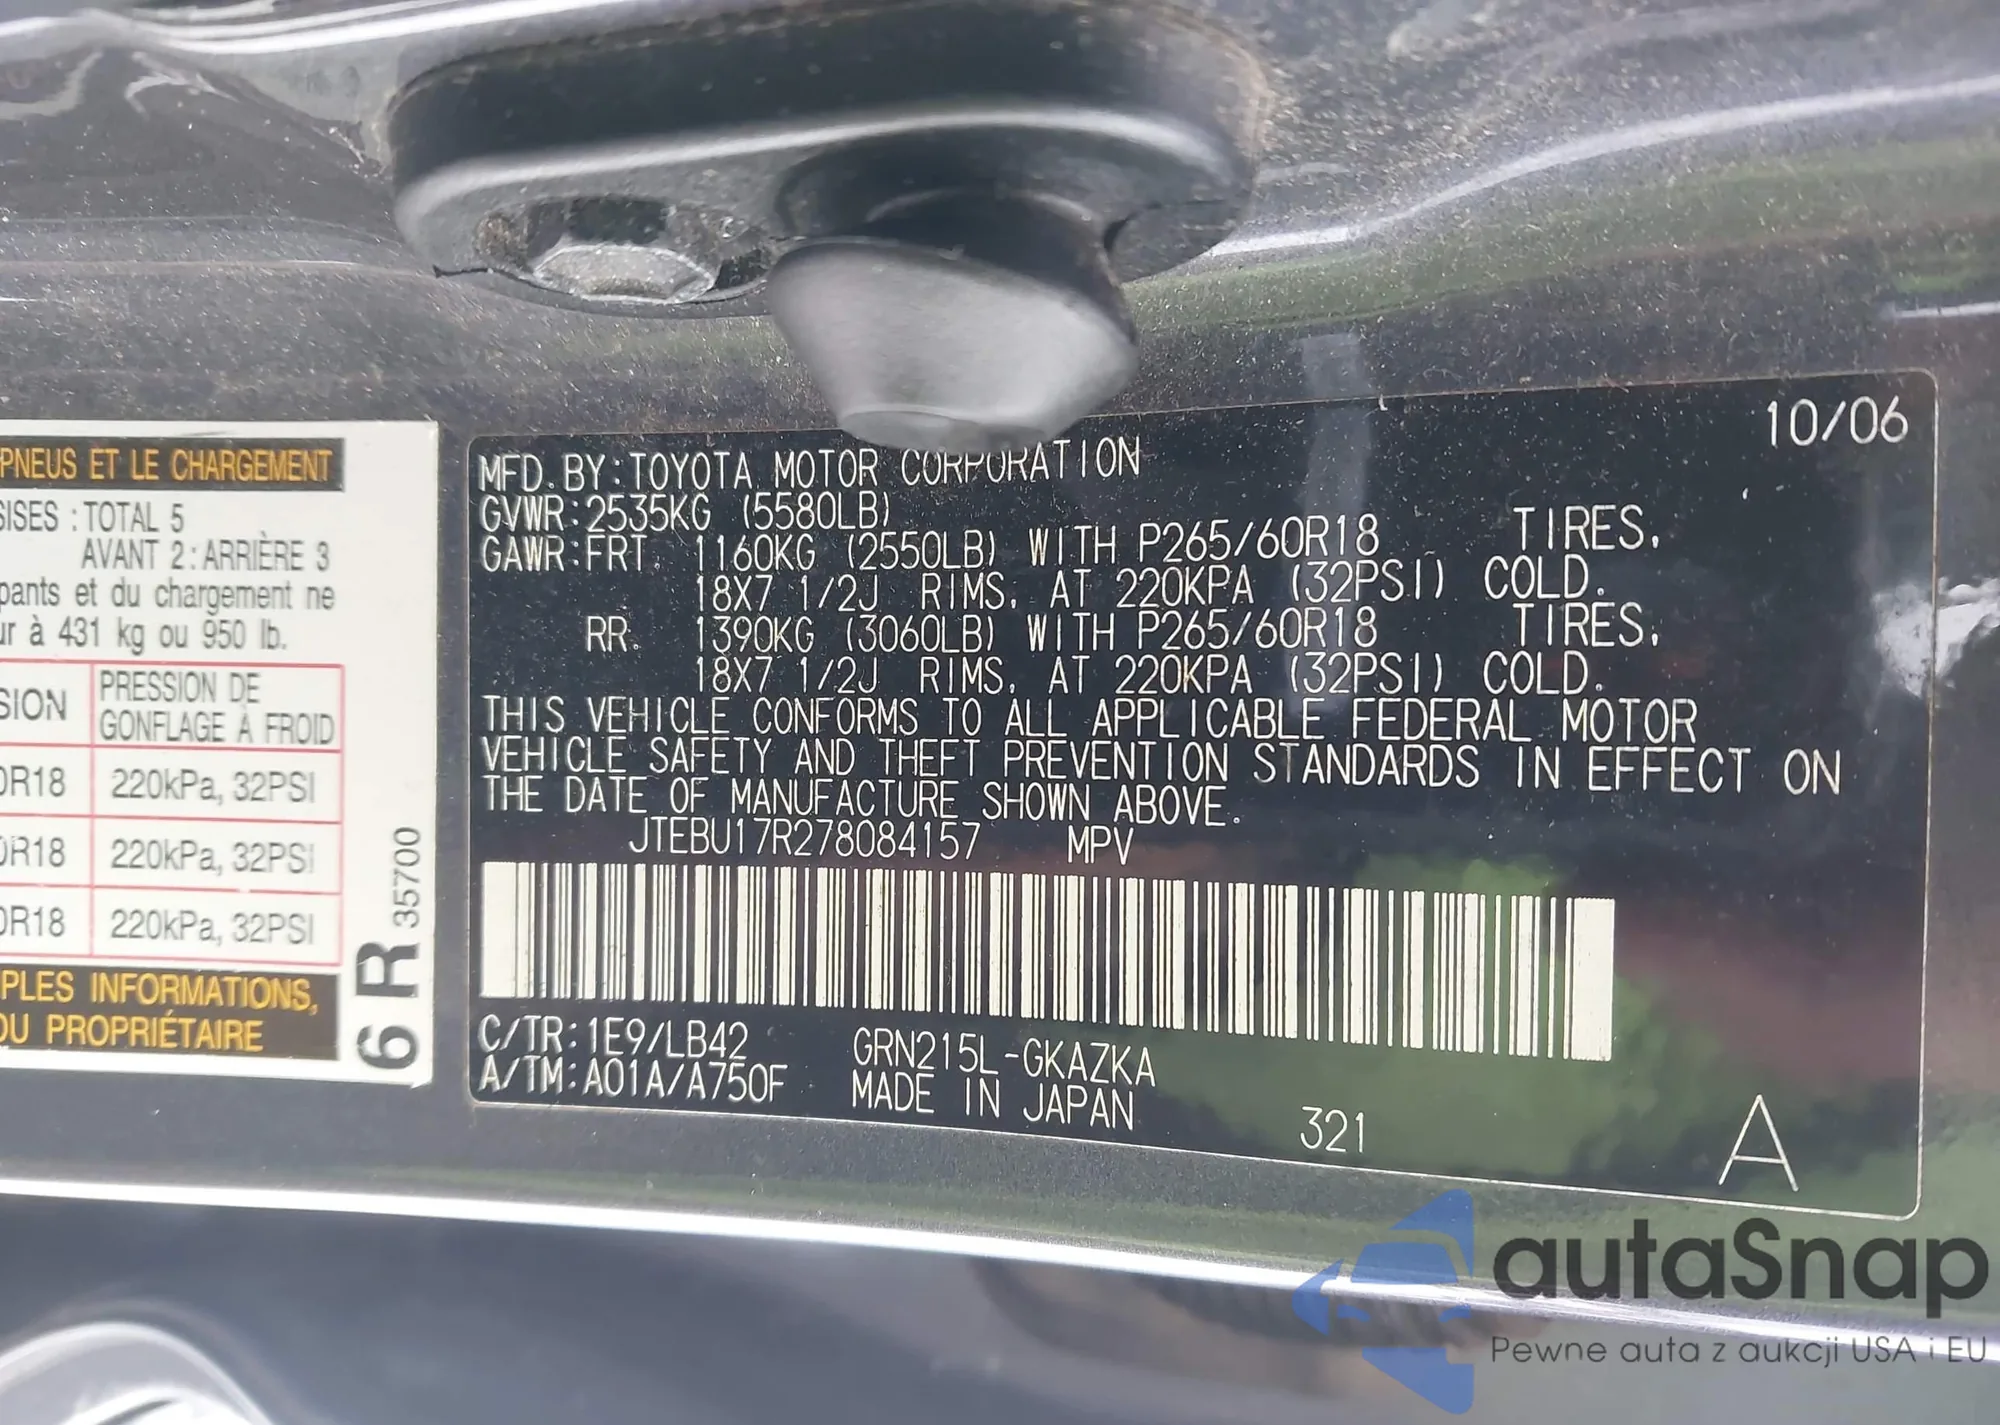 PNEUS ET LE CHARGEMENT
SISES : TOTAL 5
AVANT 2 : ARRIÈRE 3
pants et du chargement ne
ur à 431 kg ou 950 lb.
SION
PRESSION DE
GONFLAGE À FROID
0R18 220kPa, 32PSI
0R18 220kPa, 32PSI
0R18 220kPa, 32PSI
PLES INFORMATIONS,
DU PROPRIÉTAIRE
6 R 35700
10/06
MFD. BY: TOYOTA MOTOR CORPORATION
GVWR: 2535KG (5580LB)
GAWR: FRT. 1160KG (2550LB) WITH P265/60R18 TIRES,
18X7 1/2J RIMS, AT 220KPA (32PSI) COLD.
RR. 1390KG (3060LB) WITH P265/60R18 TIRES,
18X7 1/2J RIMS, AT 220KPA (32PSI) COLD.
THIS VEHICLE CONFORMS TO ALL APPLICABLE FEDERAL MOTOR
VEHICLE SAFETY AND THEFT PREVENTION STANDARDS IN EFFECT ON
THE DATE OF MANUFACTURE SHOWN ABOVE.
JTEBU17R278084157 MPV
C/TR: 1E9/LB42 GRN215L-GKAZKA
A/TM: A01A/A750F MADE IN JAPAN
321
A
autaSnap
Pewne auta z aukcji USA i EU